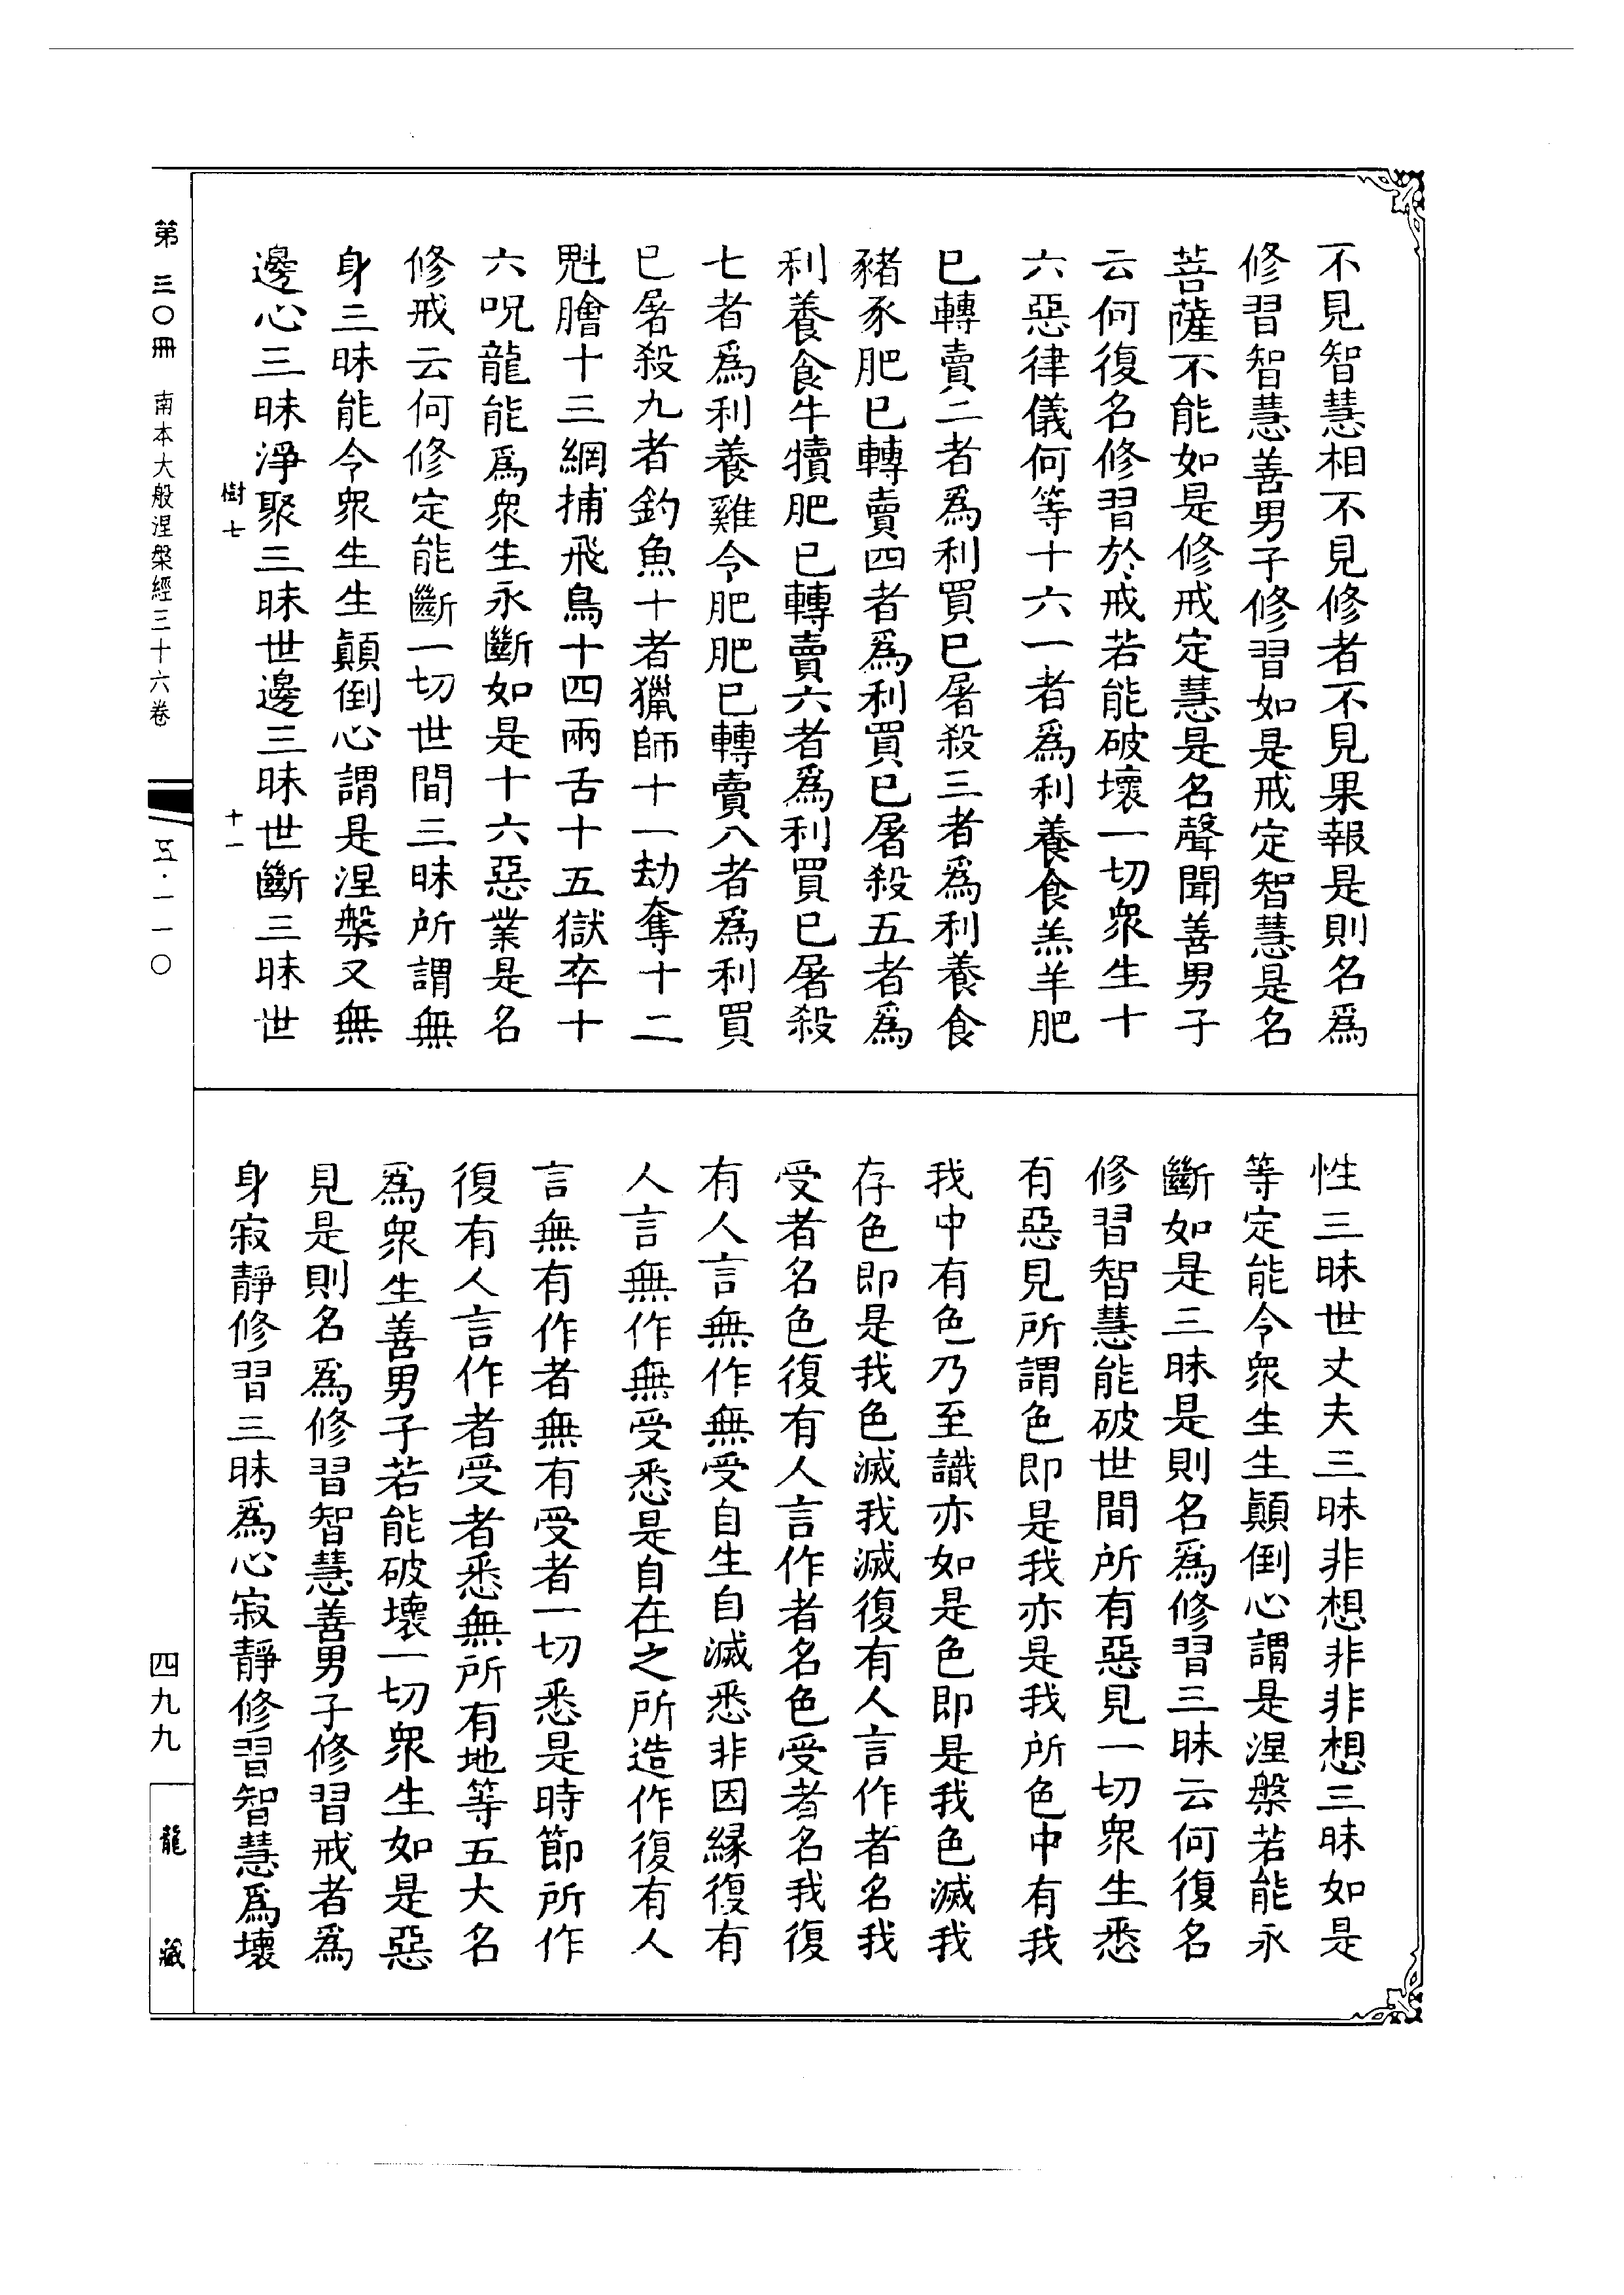 不見智慧相不見修者不見果報是則名爲
修習智慧善男子修習如是戒定智慧是名
菩薩不能如是修戒定慧是名聲聞善男子
云何復名修習於戒若能破壞一切衆生十
六惡律儀何等十六一者爲利養食羔羊肥
已轉賣二者爲利買已屠殺三者爲利養食
豬豖肥已轉賣四者爲利買已屠殺五者爲
利養食牛犢肥已轉賣六者爲利買已屠殺
七者爲利養雞令肥肥已轉賣八者爲利買
已屠殺九者釣魚十者獵師十一劫奪十二
魁膾十三網捕飛鳥十四兩舌十五獄卒十
六呪龍能爲衆生永斷如是十六惡業是名
修戒云何修定能斷一切世間三昧所謂無
身三昧能令衆生生顛倒心謂是涅槃又無
邊心三昧淨聚三昧世邊三昧世斷三昧世
樹七
十一
性三昧世丈夫三昧非想非非想三昧如是
等定能令衆生生顛倒心謂是涅槃若能永
斷如是三昧是則名爲修習三昧云何復名
修習智慧能破世間所有惡見一切衆生悉
有惡見所謂色即是我亦是我所色中有我
我中有色乃至識亦如是色即是我色滅我
存色即是我色滅我滅復有人言作者名我
受者名色復有人言作者名色受者名我復
有人言無作無受自生自滅悉非因緣復有
人言無作無受悉是自在之所造作復有人
言無有作者無有受者一切悉是時節所作
復有人言作者受者悉無所有地等五大名
爲衆生善男子若能破壞一切衆生如是惡
見是則名爲修習智慧善男子修習戒者爲
身寂靜修習三昧爲心寂靜修習智慧爲壞
第三〇冊 南本大般涅槃經三十六卷 五·一一〇
四九九
龍藏